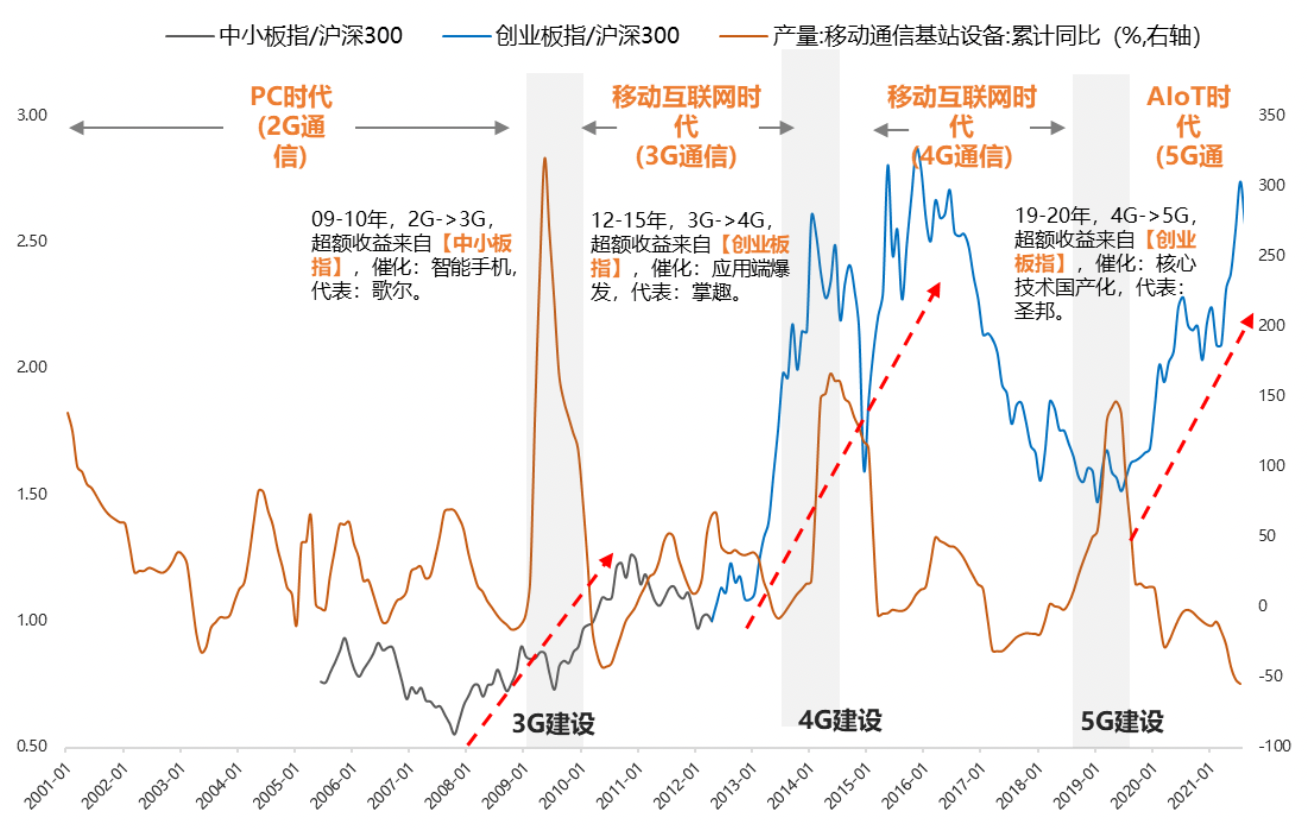 中小板指/沪深300
创业板指/沪深300
产量:移动通信基站设备:累计同比 (%,右轴)
PC时代
(2G通
信)
移动互联网时
代
(3G通信)
移动互联网时
代
(4G通信)
AIoT时
代
(5G通
09-10年，2G->3G，
超额收益来自【中小板
指】，催化：智能手机，
代表：歌尔。
12-15年，3G->4G，
超额收益来自【创业板
指】，催化：应用端爆
发，代表：掌趣。
19-20年，4G->5G，
超额收益来自【创业
板指】，催化：核心
技术国产化，代表：
圣邦。
3G建设
4G建设
5G建设
3.00
2.50
2.00
1.50
1.00
0.50
350
300
250
200
150
100
50
0
-50
-100
2001-01
2002-01
2003-01
2004-01
2005-01
2006-01
2007-01
2008-01
2009-01
2010-01
2011-01
2012-01
2013-01
2014-01
2015-01
2016-01
2017-01
2018-01
2019-01
2020-01
2021-01